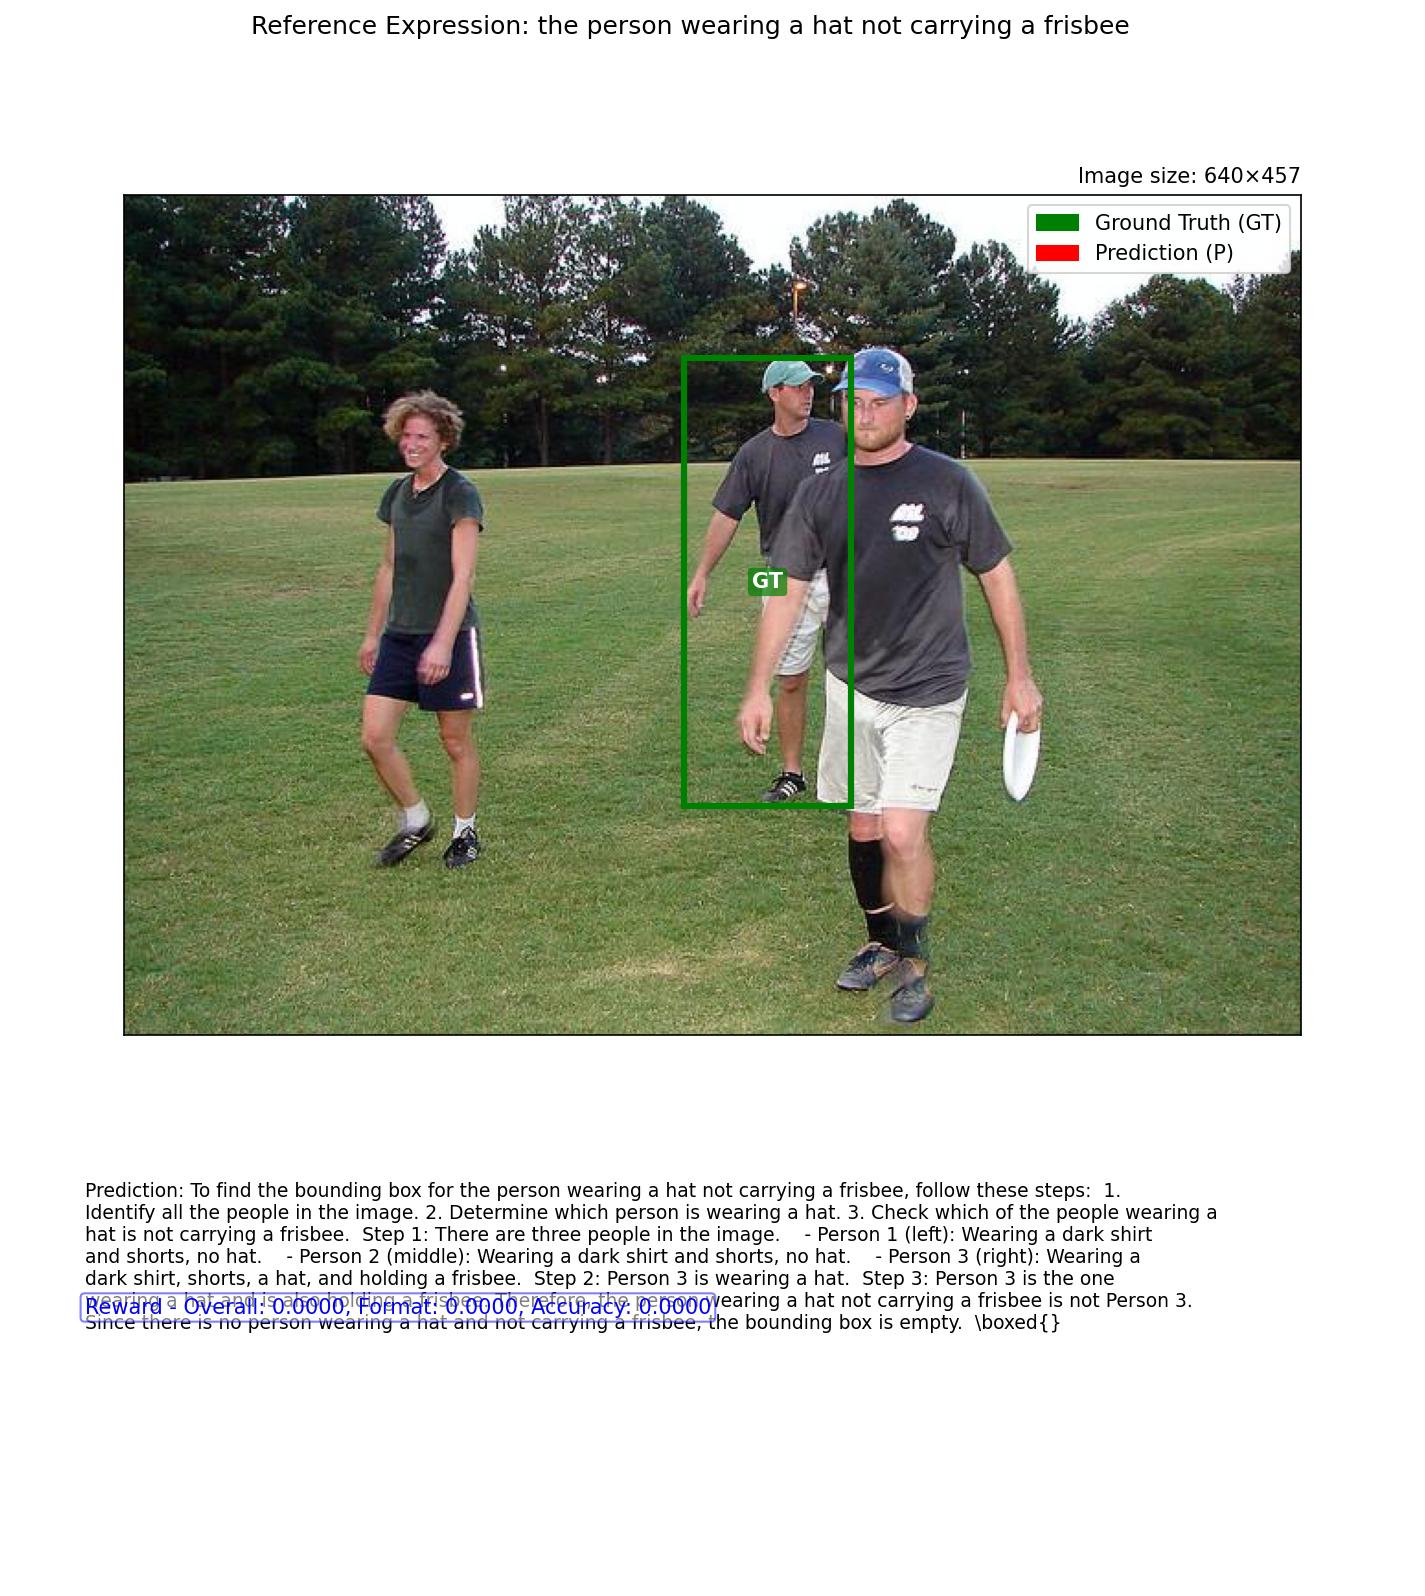 Reference Expression: the person wearing a hat not carrying a frisbee
Image size: 640×457
Ground Truth (GT)
Prediction (P)
GT
Prediction: To find the bounding box for the person wearing a hat not carrying a frisbee, follow these steps:  1.
Identify all the people in the image. 2. Determine which person is wearing a hat. 3. Check which of the people wearing a
hat is not carrying a frisbee.  Step 1: There are three people in the image.    - Person 1 (left): Wearing a dark shirt
and shorts, no hat.    - Person 2 (middle): Wearing a dark shirt and shorts, no hat.    - Person 3 (right): Wearing a
dark shirt, shorts, a hat, and holding a frisbee.  Step 2: Person 3 is wearing a hat.  Step 3: Person 3 is the one
wearing a hat and is also holding a frisbee.  Therefore, the person wearing a hat not carrying a frisbee is not Person 3.
Reward - Overall: 0.0000, Format: 0.0000, Accuracy: 0.0000
Since there is no person wearing a hat and not carrying a frisbee, the bounding box is empty.  \boxed{}